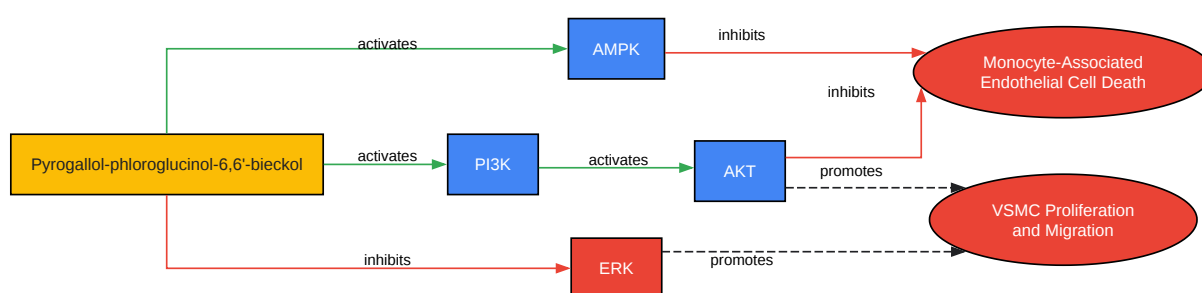 activates
AMPK
inhibits
Monocyte-Associated
Endothelial Cell Death
inhibits
Pyrogallol-phloroglucinol-6,6'-bieckol
activates
PI3K
activates
AKT
promotes
VSMC Proliferation
and Migration
inhibits
ERK
promotes